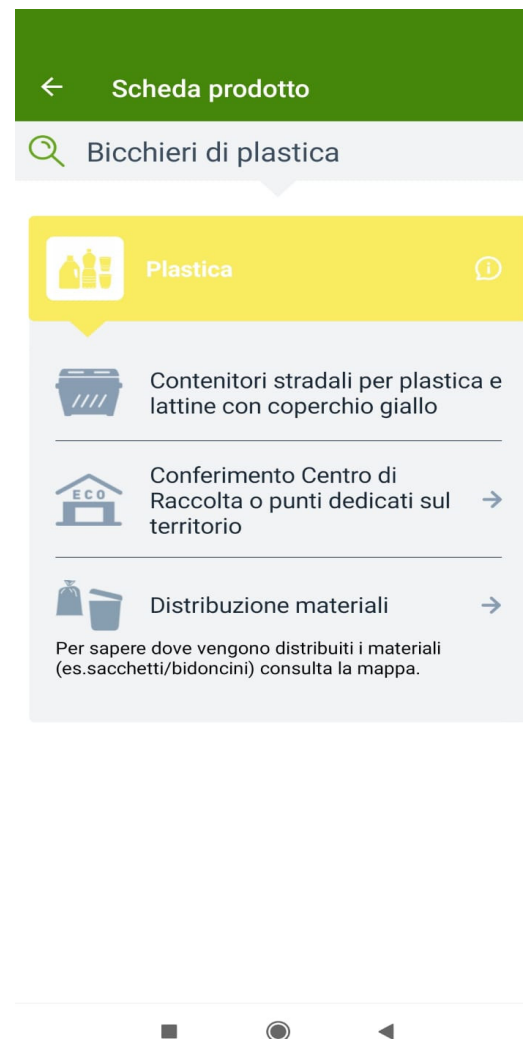 Scheda prodotto
Bicchieri di plastica
Plastica
Contenitori stradali per plastica e
lattine con coperchio giallo
ECO
Conferimento Centro di
Raccolta o punti dedicati sul
territorio
Distribuzione materiali
Per sapere dove vengono distribuiti i materiali
(es.sacchetti/bidoncini) consulta la mappa.